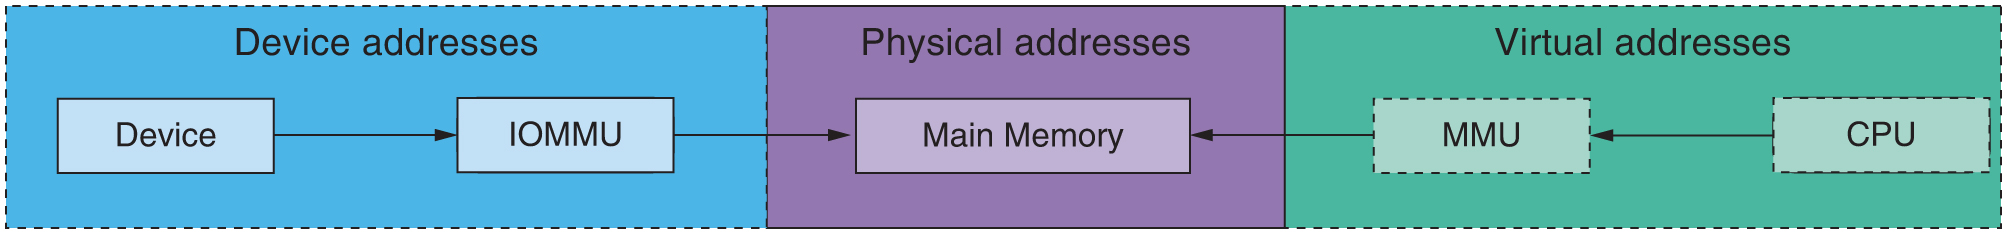 Device addresses
Physical addresses
Virtual addresses
Device
IOMMU
Main Memory
MMU
CPU